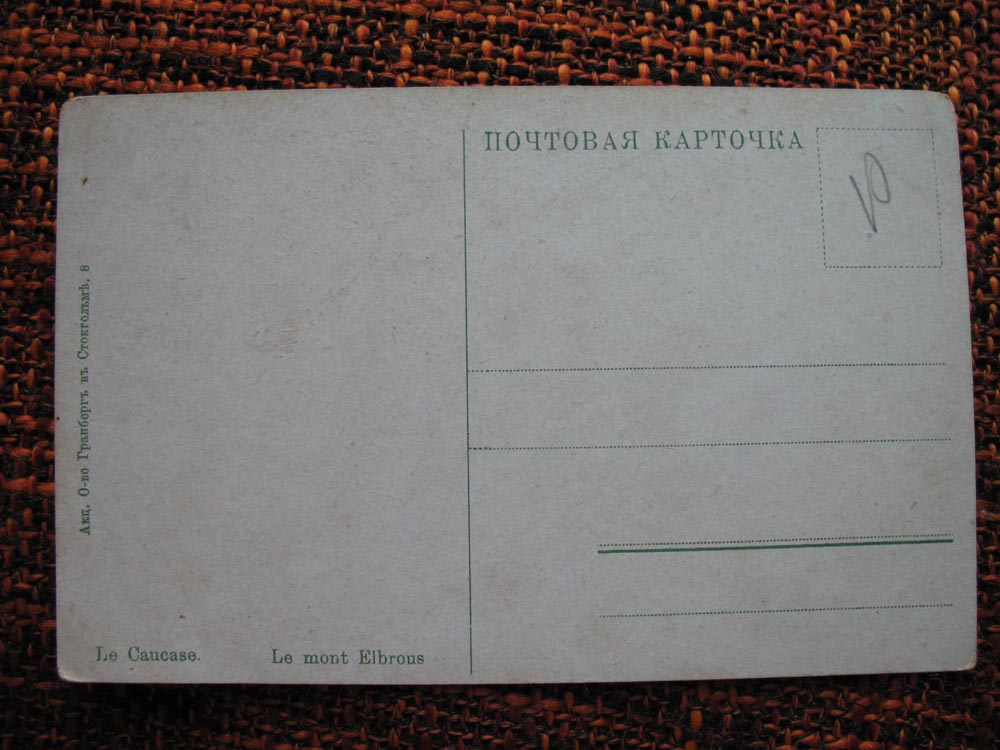 ПОЧТОВАЯ КАРТОЧКА
Акц. О-во Гранбергъ въ Стокгольмѣ. 8
Le Caucase. Le mont Elbrous